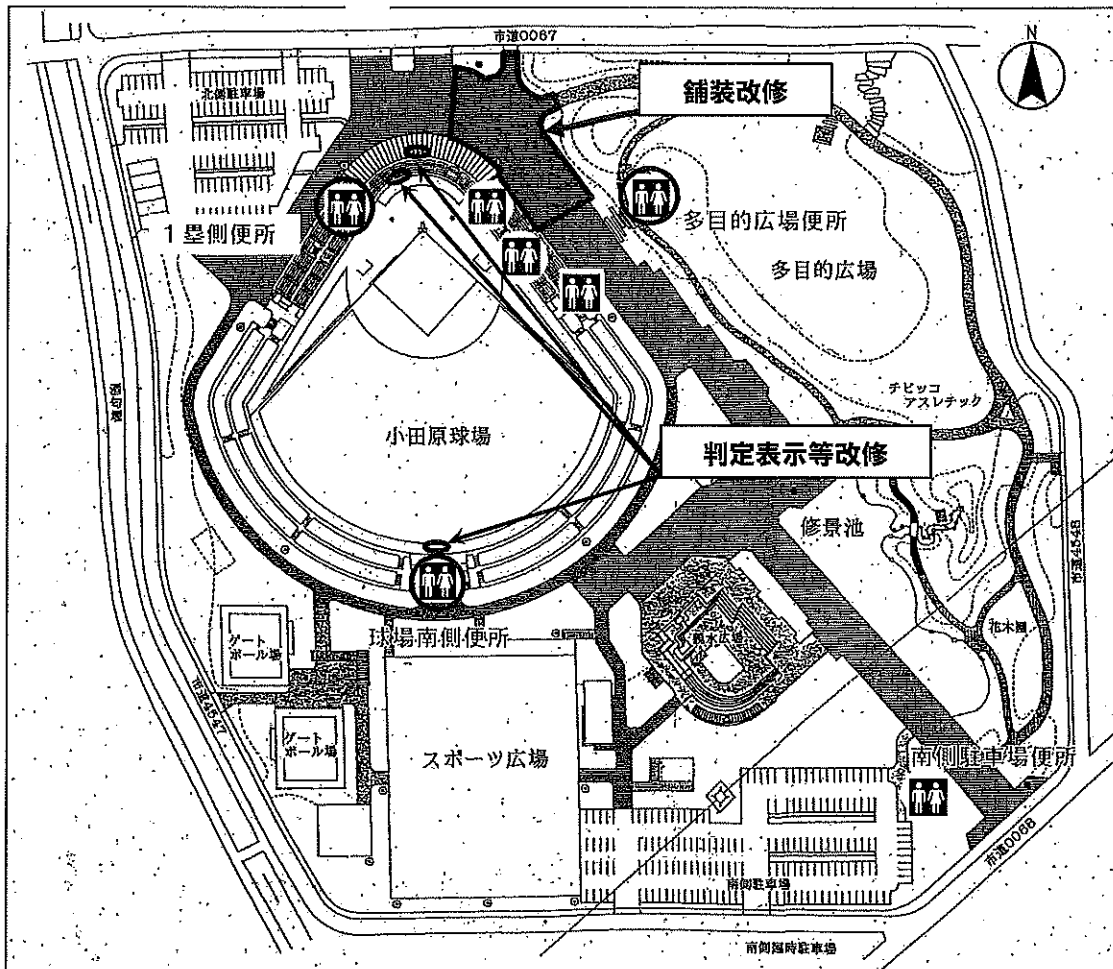 市道0067
N
舗装改修
北側駐車場
1塁側便所
多目的広場便所
多目的広場
チビッコ
アスレチック
小田原球場
判定表示等改修
修景池
市道4548
花木園
親水広場
球場南側便所
ゲート
ボール場
市道4547
ゲート
ボール場
スポーツ広場
南側駐車場便所
市道0068
南側駐車場
南側臨時駐車場